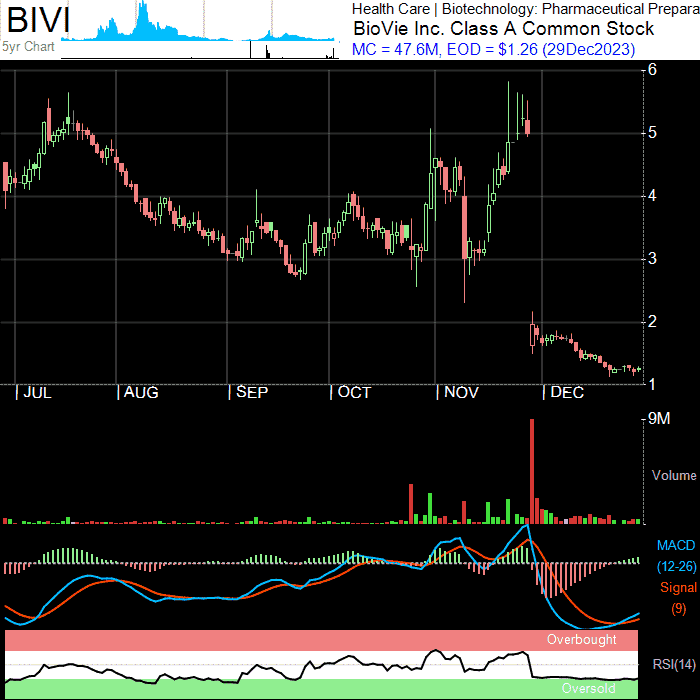 BIVI
5yr Chart
Health Care | Biotechnology: Pharmaceutical Prepara
BioVie Inc. Class A Common Stock
MC = 47.6M, EOD = $1.26 (29Dec2023)
6
5
4
3
2
1
JUL AUG SEP OCT NOV DEC
9M
Volume
MACD
(12-26)
Signal
(9)
Overbought
RSI(14)
Oversold